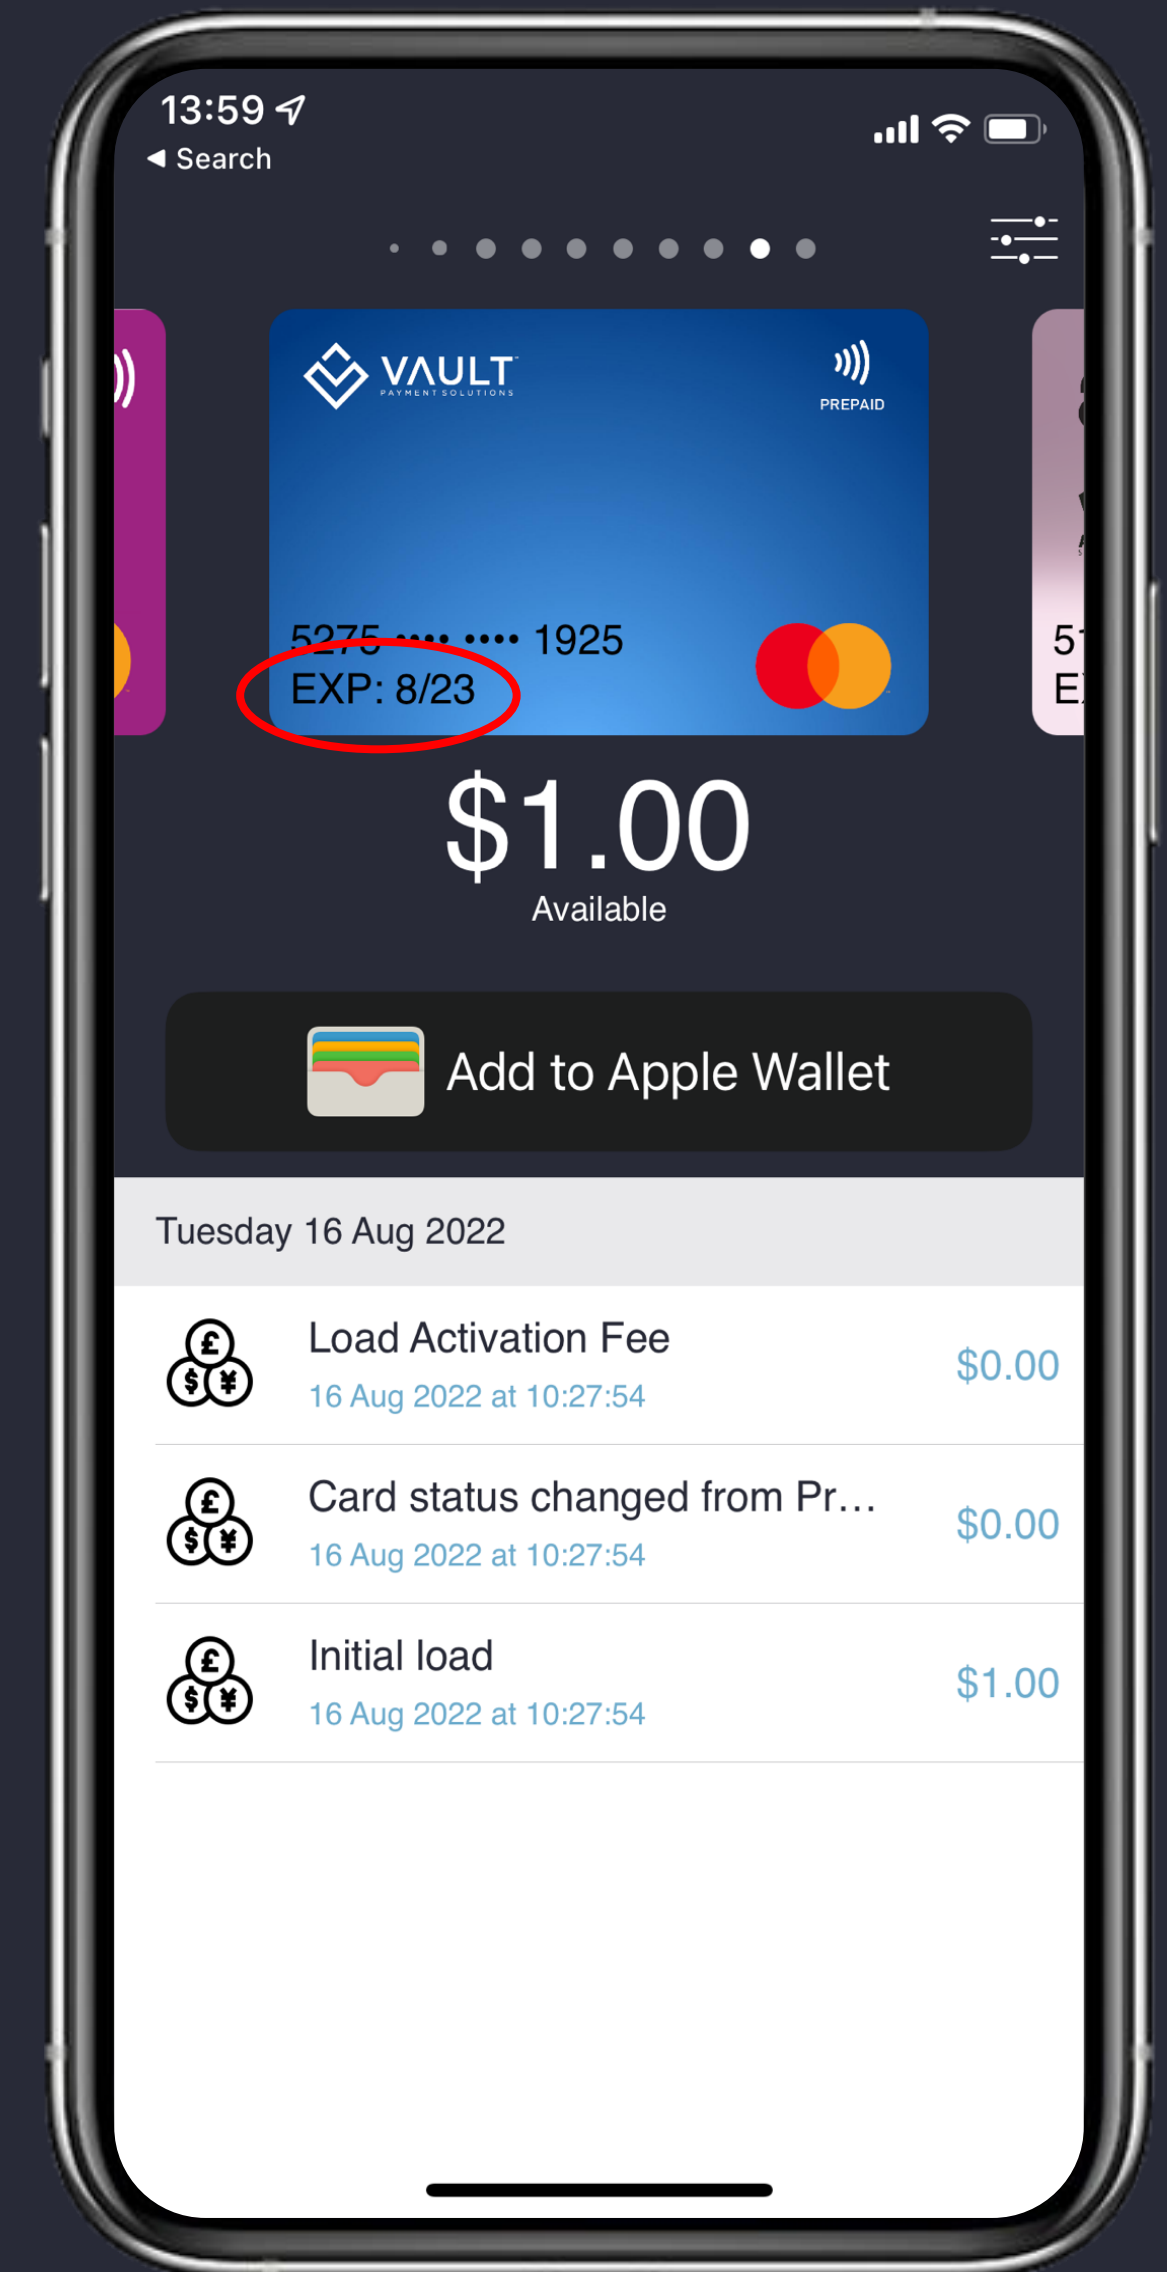 13:59
◀ Search
VAULT
PAYMENT SOLUTIONS
PREPAID
5275 •••• •••• 1925
EXP: 8/23
$1.00
Available
Add to Apple Wallet
Tuesday 16 Aug 2022
Load Activation Fee
16 Aug 2022 at 10:27:54
$0.00
Card status changed from Pr...
16 Aug 2022 at 10:27:54
$0.00
Initial load
16 Aug 2022 at 10:27:54
$1.00